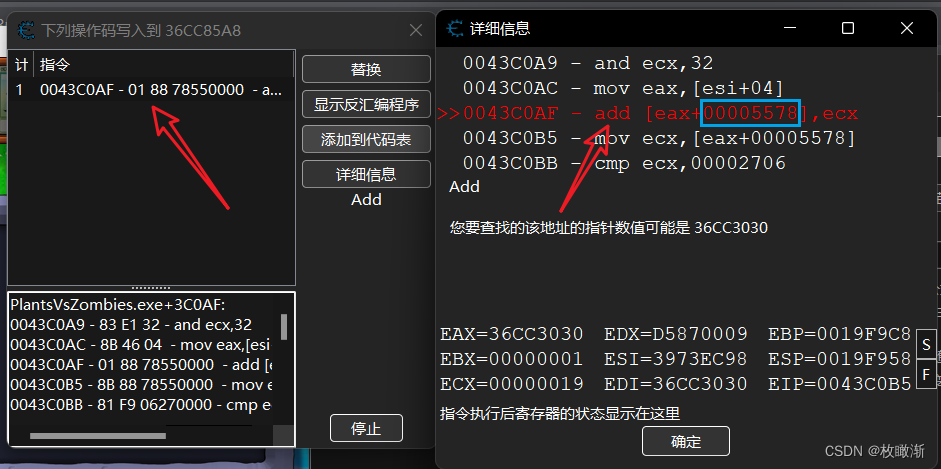 下列操作码写入到 36CC85A8
计 指令
1 0043C0AF - 01 88 78550000 - a...
替换
显示反汇编程序
添加到代码表
详细信息
Add
PlantsVsZombies.exe+3C0AF:
0043C0A9 - 83 E1 32 - and ecx,32
0043C0AC - 8B 46 04 - mov eax,[esi
0043C0AF - 01 88 78550000 - add [e
0043C0B5 - 8B 88 78550000 - mov e
0043C0BB - 81 F9 06270000 - cmp e
停止
详细信息
0043C0A9 - and ecx,32
0043C0AC - mov eax,[esi+04]
>>0043C0AF - add [eax+00005578],ecx
0043C0B5 - mov ecx,[eax+00005578]
0043C0BB - cmp ecx,00002706
Add
您要查找的该地址的指针数值可能是 36CC3030
EAX=36CC3030 EDX=D5870009 EBP=0019F9C8
EBX=00000001 ESI=3973EC98 ESP=0019F958
ECX=00000019 EDI=36CC3030 EIP=0043C0B5
S
F
指令执行后寄存器的状态显示在这里
确定
CSDN @枚瞰渐